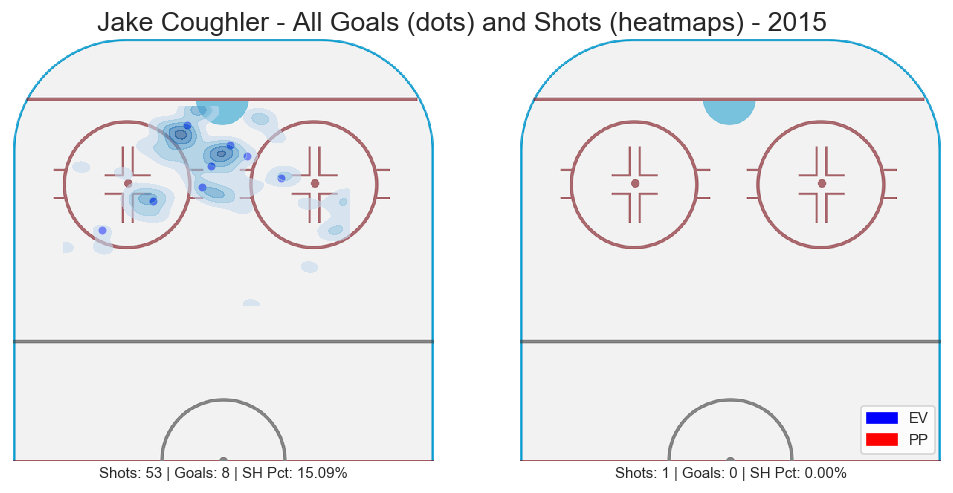 Jake Coughler - All Goals (dots) and Shots (heatmaps) - 2015
EV
PP
Shots: 53 | Goals: 8 | SH Pct: 15.09%
Shots: 1 | Goals: 0 | SH Pct: 0.00%